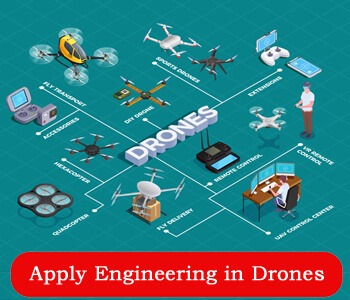 SPORTS DRONES
EXTENSIONS
FLY TRANSPORT
DIY DRONE
ACCESSORIES
DRONES
VR REMOTE
CONTROL
HEXACOPTER
REMOTE CONTROL
QUADCOPTER
FLY DELIVERY
UAV CONTROL CENTER
Apply Engineering in Drones